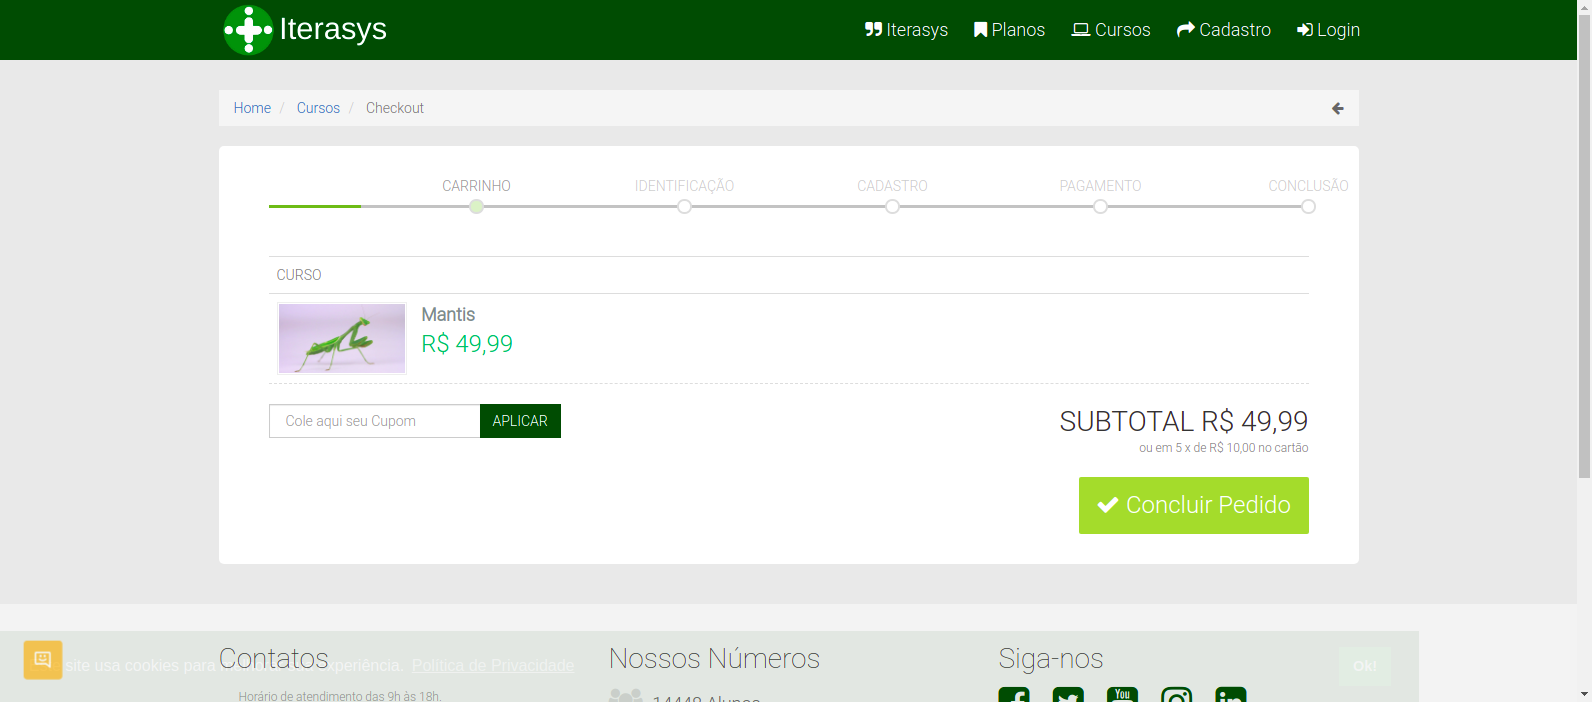 Iterasys
Iterasys Planos Cursos Cadastro Login
Home / Cursos / Checkout
CARRINHO IDENTIFICAÇÃO CADASTRO PAGAMENTO CONCLUSÃO
CURSO
Mantis
R$ 49,99
Cole aqui seu Cupom APLICAR
SUBTOTAL R$ 49,99
ou em 5 x de R$ 10,00 no cartão
Concluir Pedido
Contatos Nossos Números Siga-nos
site usa cookies para experiência. Política de Privacidade Ok!
Horário de atendimento das 9h às 18h.
14449 Alunos
You